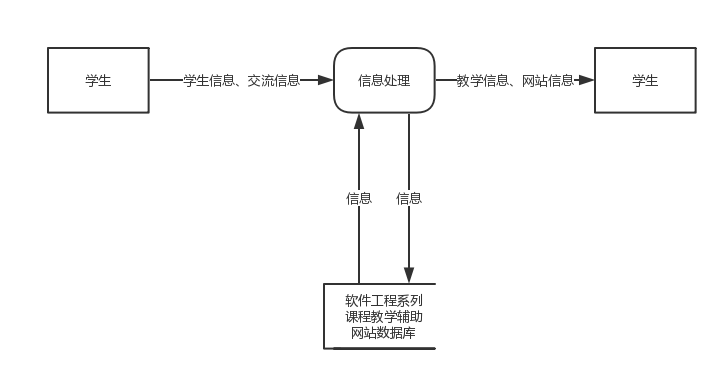 学生
学生信息、交流信息
信息处理
教学信息、网站信息
学生
信息
信息
软件工程系列
课程教学辅助
网站数据库